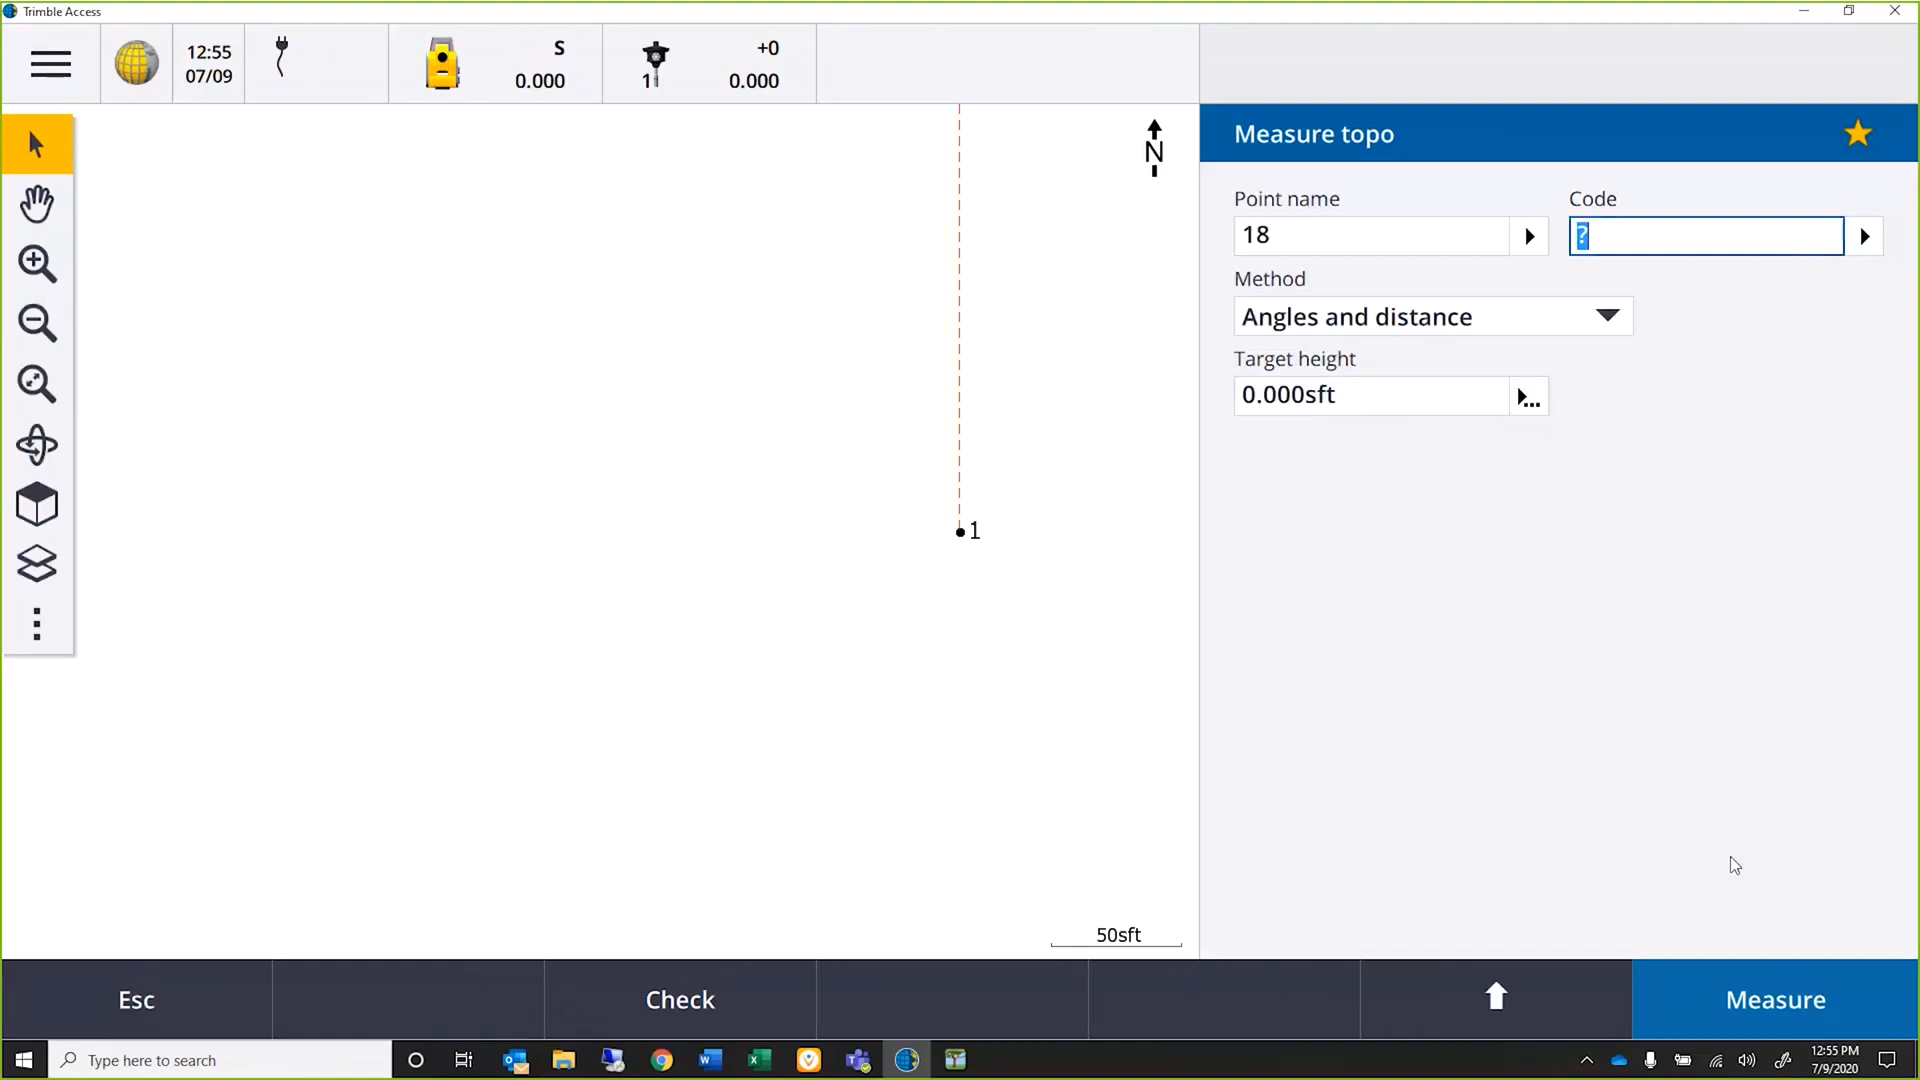 Trimble Access
12:55
07/09
S
0.000
1
+0
0.000
N
Measure topo
Point name
Code
18
?
Method
Angles and distance
Target height
0.000sft
1
50sft
Esc
Check
Measure
Type here to search
12:55 PM
7/9/2020